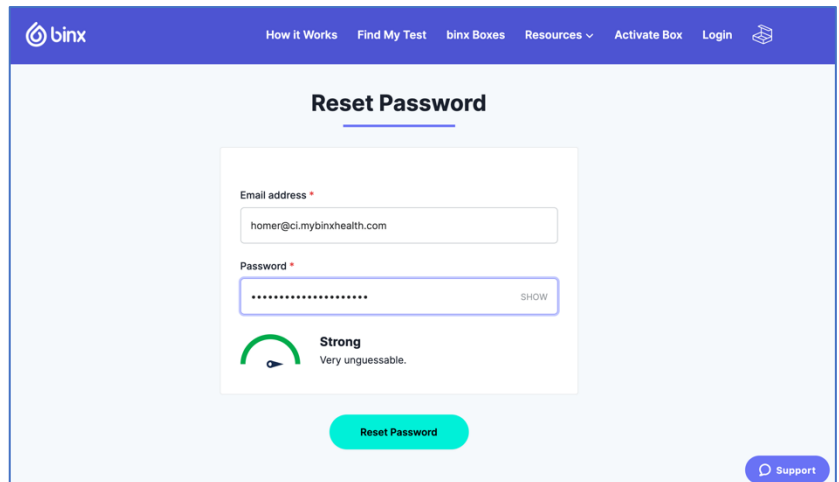 binx
How it Works Find My Test binx Boxes Resources Activate Box Login
Reset Password
Email address *
homer@ci.mybinxhealth.com
Password *
••••••••••••••••••••• SHOW
Strong
Very unguessable.
Reset Password
Support